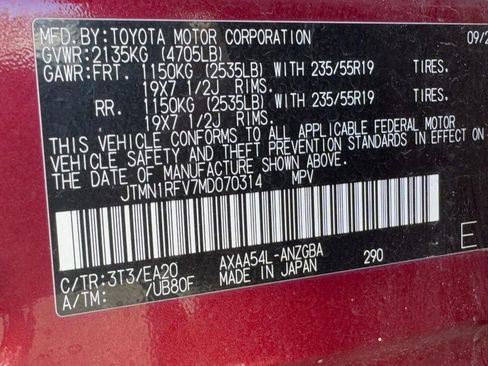 MFD.BY:TOYOTA MOTOR CORPORATION 09/2
GVWR:2135KG (4705LB)
GAWR:FRT. 1150KG (2535LB) WITH 235/55R19 TIRES.
19X7 1/2J RIMS.
RR. 1150KG (2535LB) WITH 235/55R19 TIRES.
19X7 1/2J RIMS.
THIS VEHICLE CONFORMS TO ALL APPLICABLE FEDERAL MOTOR
VEHICLE SAFETY AND THEFT PREVENTION STANDARDS IN EFFECT
ON THE DATE OF MANUFACTURE SHOWN ABOVE.
JTMN1RFV7MD070314 MPV
C/TR:3T3/EA20 AXAA54L-ANZGBA 290 E
A/TM: /UB80F MADE IN JAPAN